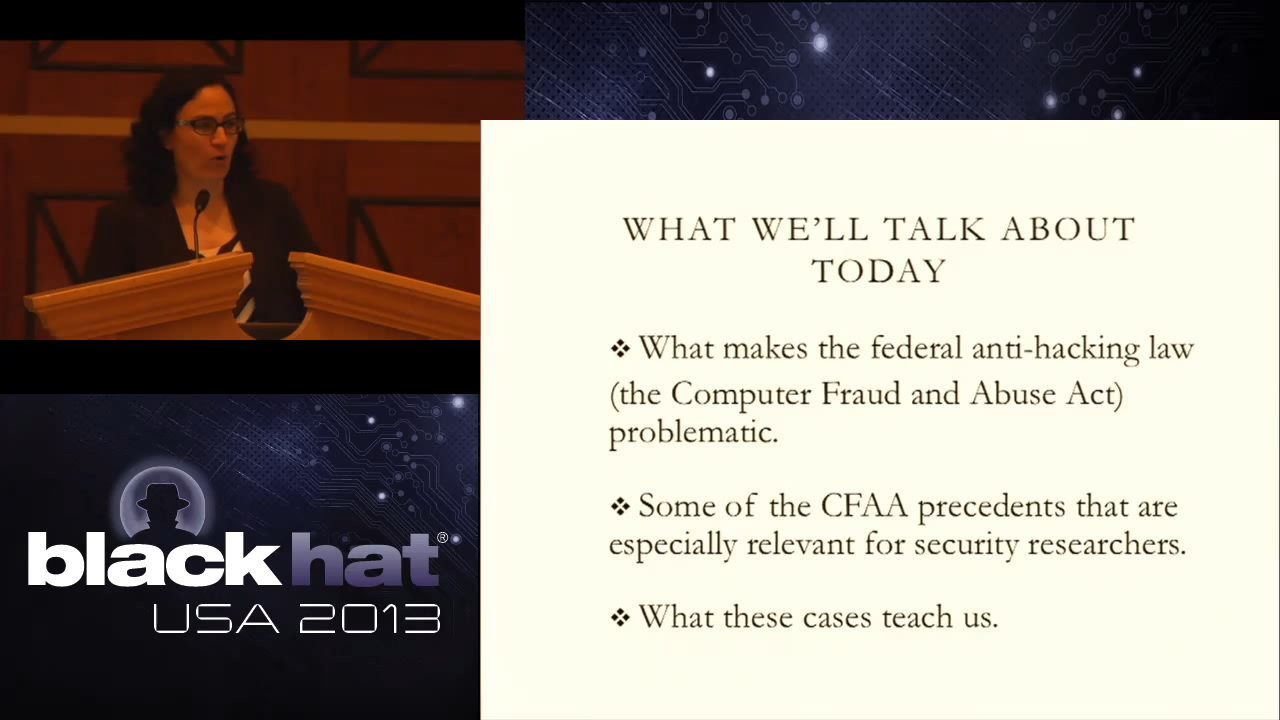 WHAT WE'LL TALK ABOUT
TODAY
❖ What makes the federal anti-hacking law
(the Computer Fraud and Abuse Act)
problematic.
❖ Some of the CFAA precedents that are
especially relevant for security researchers.
❖ What these cases teach us.
black hat®
USA 2013